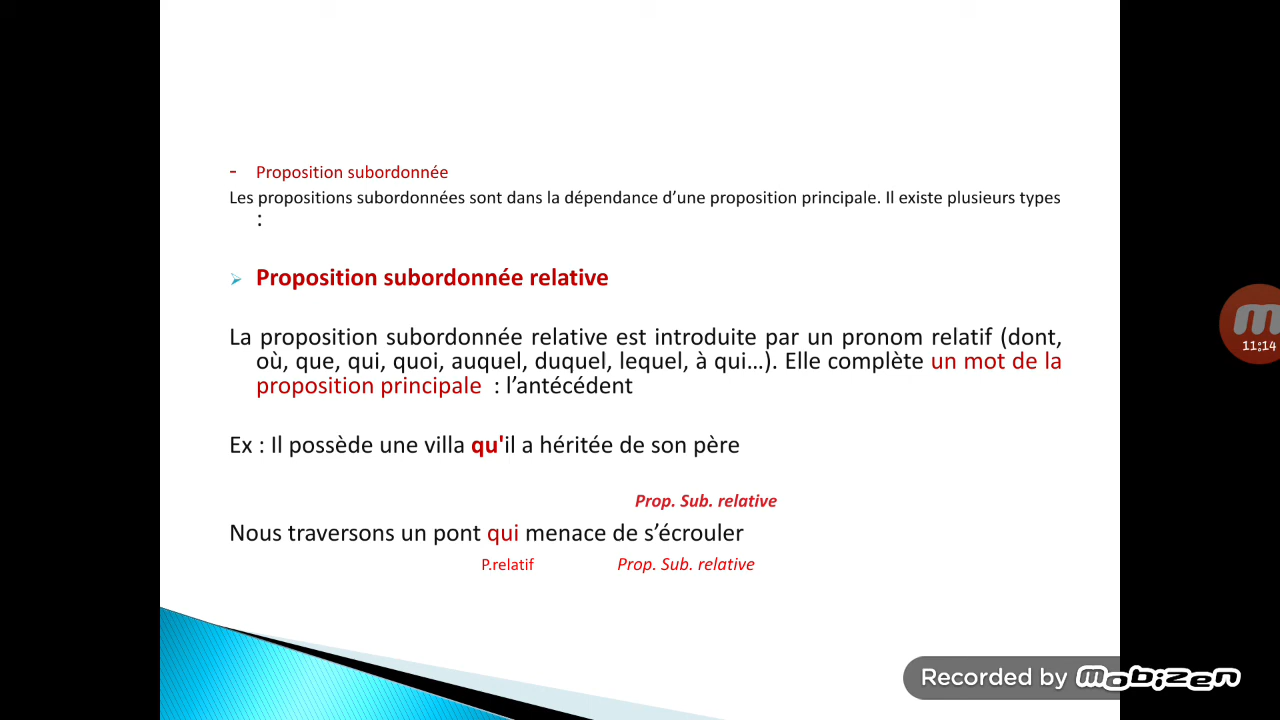 - Proposition subordonnée
Les propositions subordonnées sont dans la dépendance d’une proposition principale. Il existe plusieurs types
:
Proposition subordonnée relative
La proposition subordonnée relative est introduite par un pronom relatif (dont,
où, que, qui, quoi, auquel, duquel, lequel, à qui…). Elle complète un mot de la
proposition principale : l’antécédent
Ex : Il possède une villa qu'il a héritée de son père
Prop. Sub. relative
Nous traversons un pont qui menace de s’écrouler
P.relatif Prop. Sub. relative
11:14
Recorded by mobizen